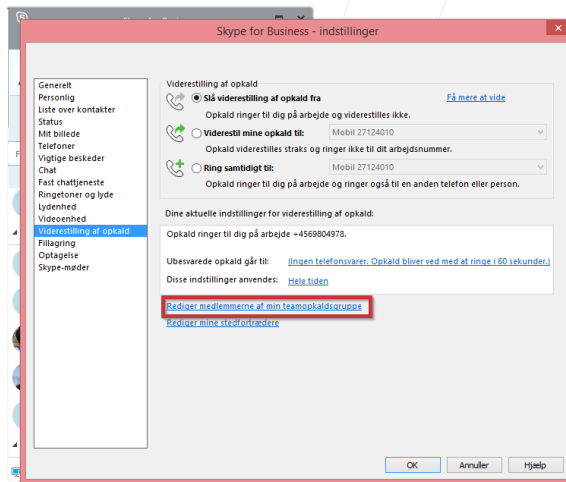 Skype for Business - indstillinger
Generelt
Personlig
Liste over kontakter
Status
Mit billede
Telefoner
Vigtige beskeder
Chat
Fast chattjeneste
Ringetoner og lyde
Lydenhed
Videoenhed
Viderestilling af opkald
Fillagring
Optagelse
Skype-møder
Viderestilling af opkald
Slå viderestilling af opkald fra
Få mere at vide
Opkald ringer til dig på arbejde og viderestilles ikke.
Viderestil mine opkald til: Mobil 27124010
Opkald viderestilles straks og ringer ikke til dit arbejdsnummer.
Ring samtidigt til: Mobil 27124010
Opkald ringer til dig på arbejde og ringer også til en anden telefon eller person.
Dine aktuelle indstillinger for viderestilling af opkald:
Opkald ringer til dig på arbejde +4569804978.
Ubesvarede opkald går til: (Ingen telefonsvarer. Opkald bliver ved med at ringe i 60 sekunder.)
Disse indstillinger anvendes: Hele tiden
Rediger medlemmerne af min teamopkaldsgruppe
Rediger mine stedfortrædere
OK Annuller Hjælp